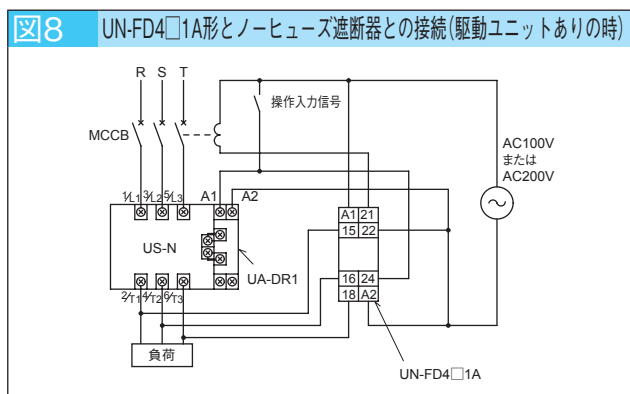 図8 UN-FD4□1A形とノーヒューズ遮断器との接続(駆動ユニットありの時)
R S T
操作入力信号
MCCB
AC100V
または
AC200V
1/L1 3/L2 5/L3 A1 A2
US-N
UA-DR1
A1 21
15 22
16 24
18 A2
2/T1 4/T2 6/T3
負荷
UN-FD4□1A